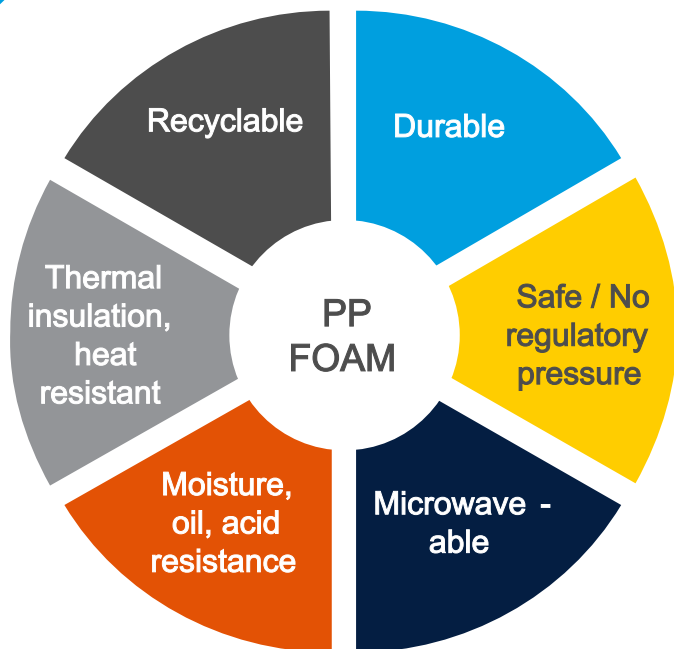 Recyclable
Durable
Thermal
insulation,
heat
resistant
PP
FOAM
Safe / No
regulatory
pressure
Moisture,
oil, acid
resistance
Microwave -
able